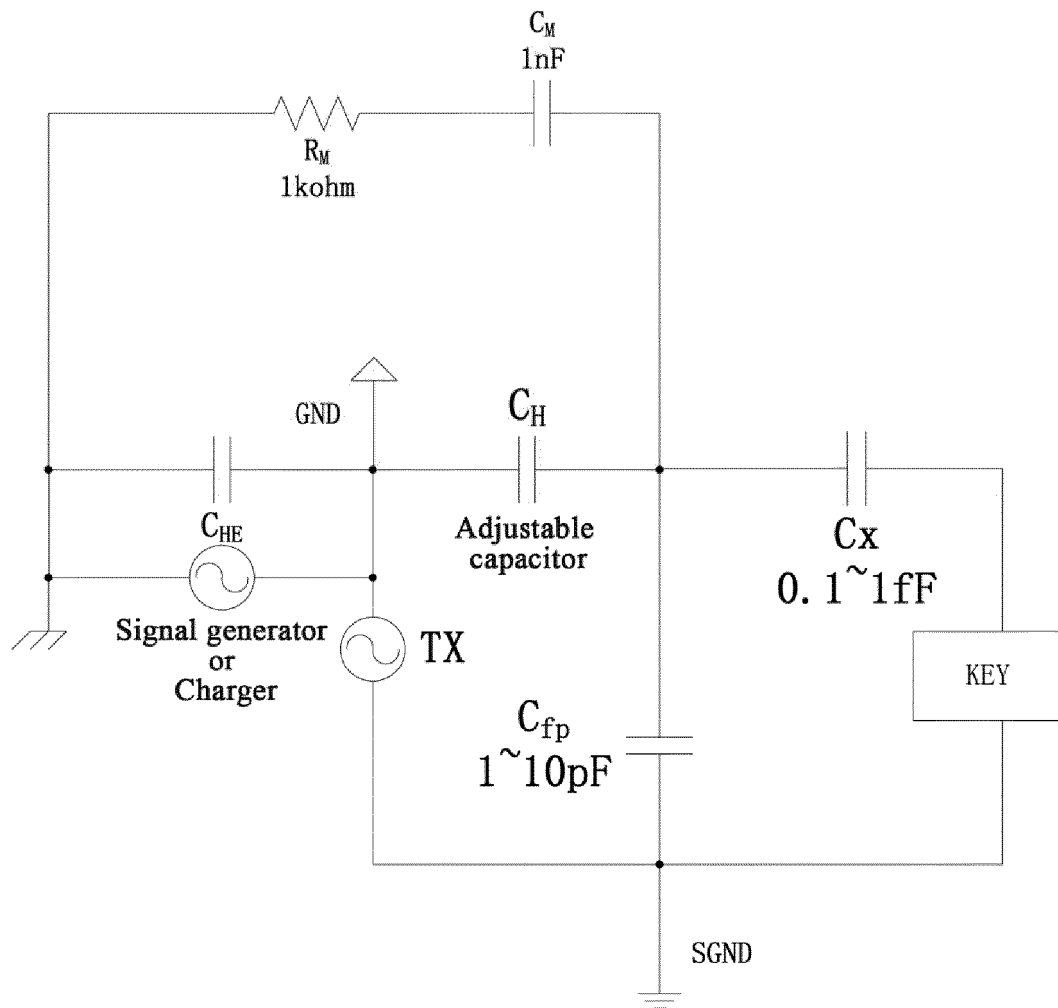 C_M
1nF
R_M
1kohm
GND
C_H
C_HE
Adjustable
capacitor
Cx
0.1~1fF
Signal generator
or
Charger
TX
KEY
C_fp
1~10pF
SGND